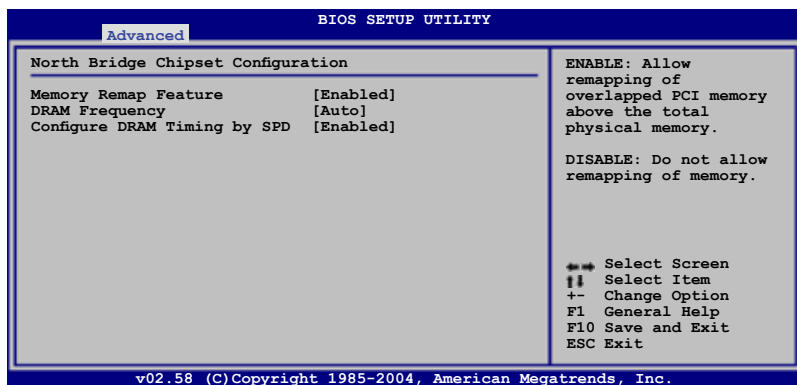 BIOS SETUP UTILITY
Advanced
North Bridge Chipset Configuration
Memory Remap Feature [Enabled]
DRAM Frequency [Auto]
Configure DRAM Timing by SPD [Enabled]
ENABLE: Allow
remapping of
overlapped PCI memory
above the total
physical memory.
DISABLE: Do not allow
remapping of memory.
←→ Select Screen
↑↓ Select Item
+- Change Option
F1 General Help
F10 Save and Exit
ESC Exit
v02.58 (C)Copyright 1985-2004, American Megatrends, Inc.